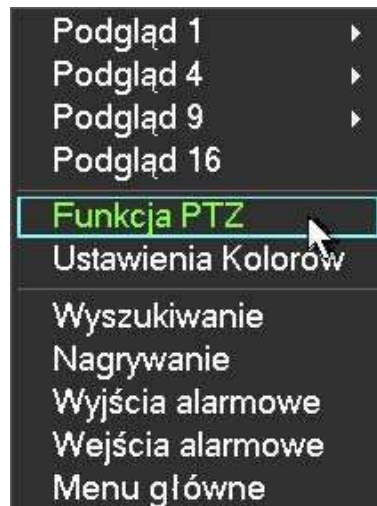 Podgląd 1
Podgląd 4
Podgląd 9
Podgląd 16
Funkcja PTZ
Ustawienia Kolorów
Wyszukiwanie
Nagrywanie
Wyjścia alarmowe
Wejścia alarmowe
Menu główne